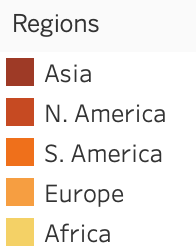 Regions
Asia
N. America
S. America
Europe
Africa